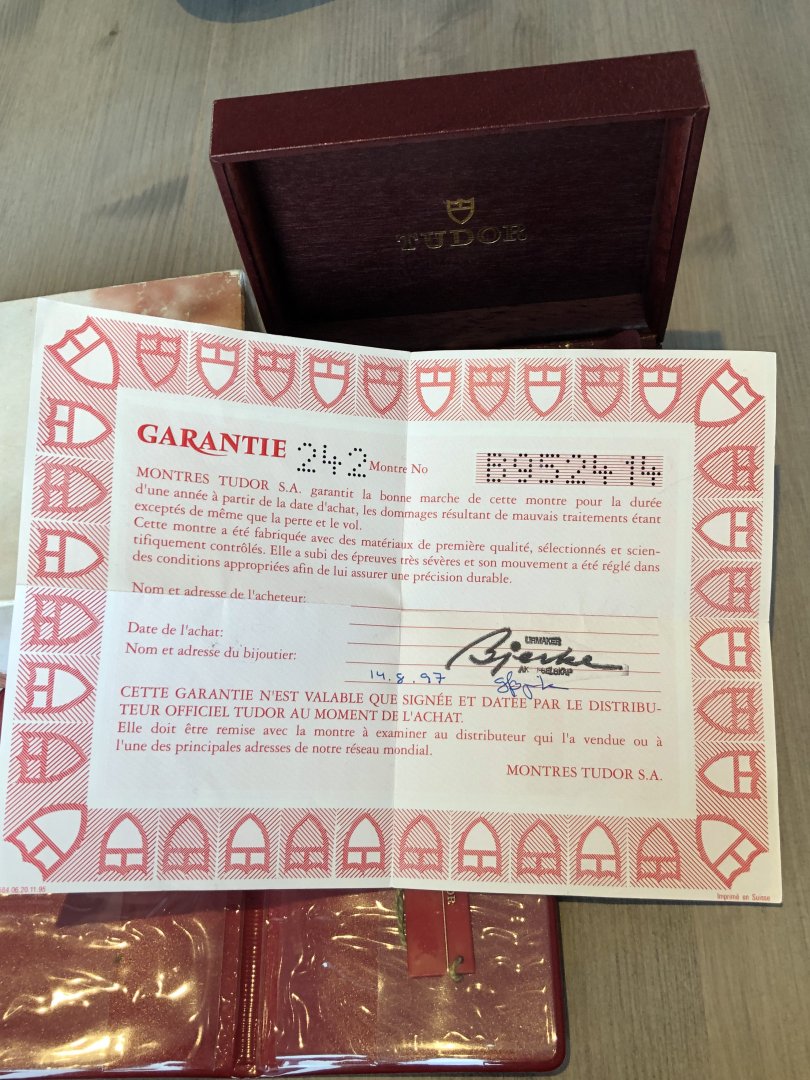 TUDOR
GARANTIE 242 Montre No B952414
MONTRES TUDOR S.A. garantit la bonne marche de cette montre pour la durée
d'une année à partir de la date d'achat, les dommages résultant de mauvais traitements étant
exceptés de même que la perte et le vol.
Cette montre a été fabriquée avec des matériaux de première qualité, sélectionnés et scien-
tifiquement contrôlés. Elle a subi des épreuves très sévères et son mouvement a été réglé dans
des conditions appropriées afin de lui assurer une précision durable.
Nom et adresse de l'acheteur:
Date de l'achat:
Nom et adresse du bijoutier:
URMAKER
Bjerke
14.8.97
CETTE GARANTIE N'EST VALABLE QUE SIGNÉE ET DATÉE PAR LE DISTRIBU-
TEUR OFFICIEL TUDOR AU MOMENT DE L'ACHAT.
Elle doit être remise avec la montre à examiner au distributeur qui l'a vendue ou à
l'une des principales adresses de notre réseau mondial.
MONTRES TUDOR S.A.
04.06.20.11.95
Imprimé en Suisse